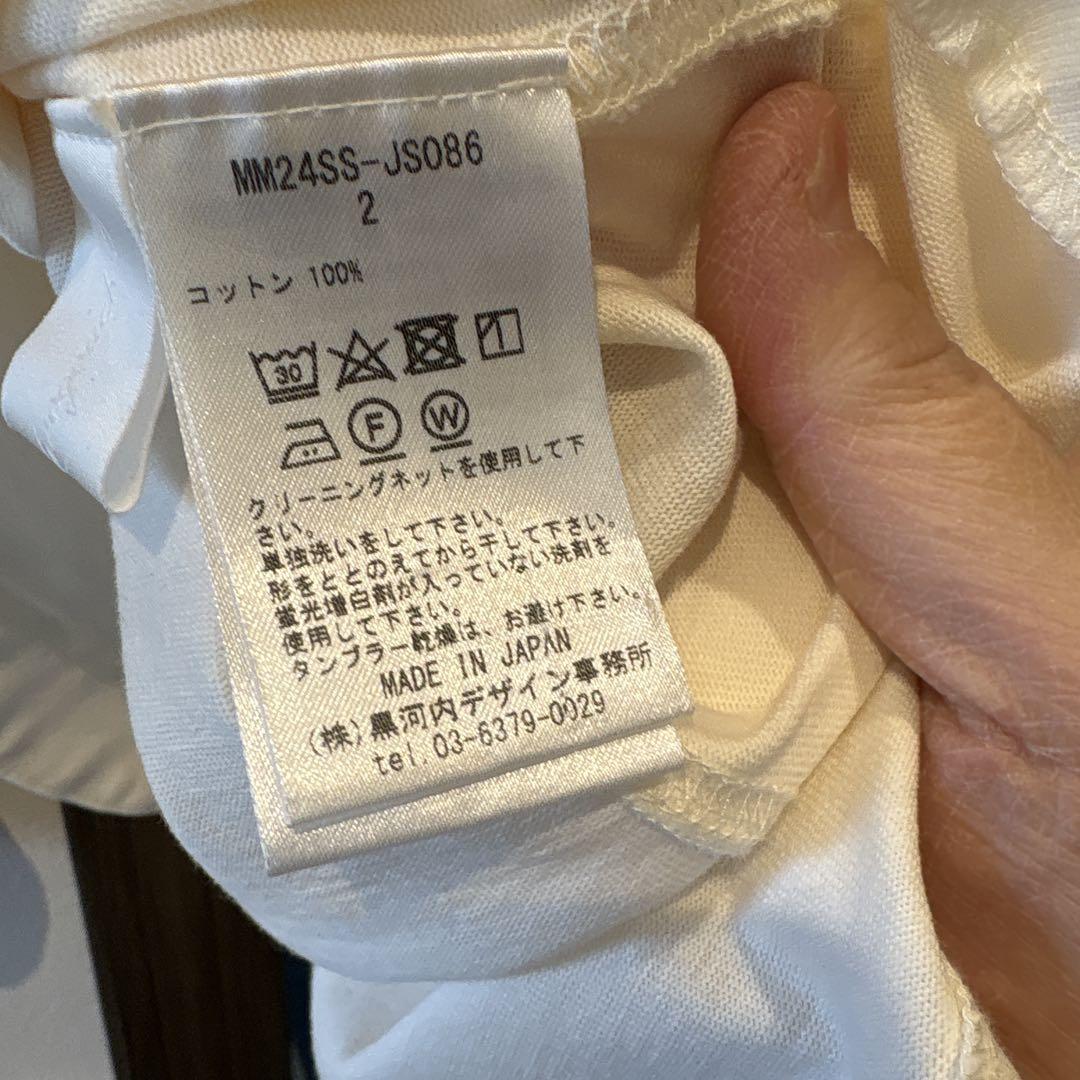 MM24SS-JS086
2
コットン 100%
30
F W
クリーニングネットを使用して下
さい。
単独洗いをして下さい。
形をととのえてから干して下さい。
蛍光増白剤が入っていない洗剤を
使用して下さい。
タンブラー乾燥は、お避け下さい。
MADE IN JAPAN
(株)黒河内デザイン事務所
tel.03-6379-0029